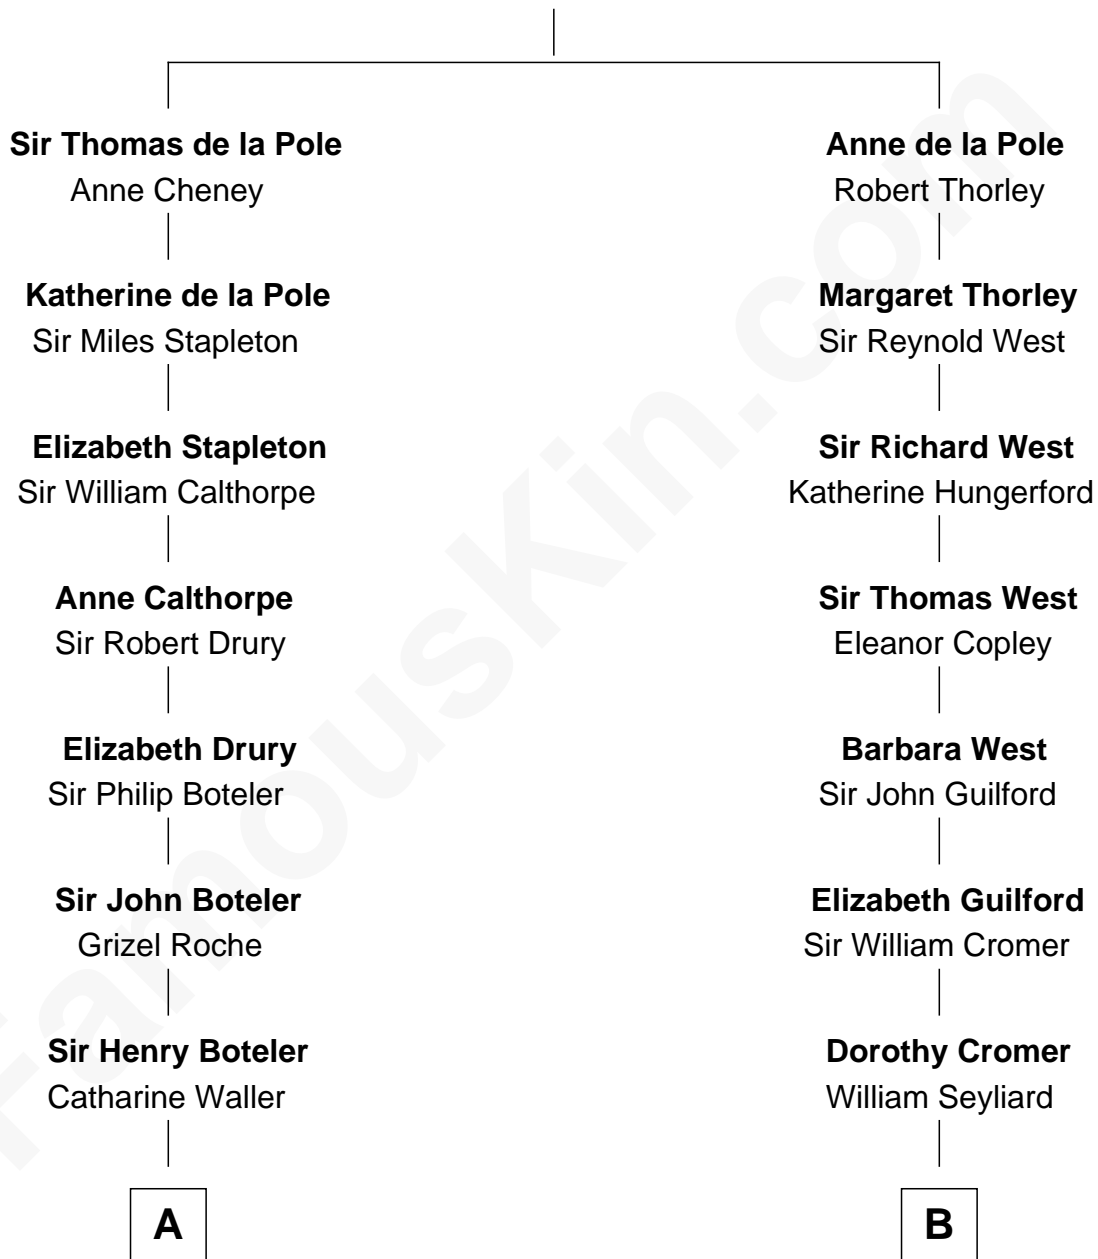 Sir Thomas de la Pole
Anne Cheney
Katherine de la Pole
Sir Miles Stapleton
Elizabeth Stapleton
Sir William Calthorpe
Anne Calthorpe
Sir Robert Drury
Elizabeth Drury
Sir Philip Boteler
Sir John Boteler
Grizel Roche
Sir Henry Boteler
Catharine Waller
A
Anne de la Pole
Robert Thorley
Margaret Thorley
Sir Reynold West
Sir Richard West
Katherine Hungerford
Sir Thomas West
Eleanor Copley
Barbara West
Sir John Guilford
Elizabeth Guilford
Sir William Cromer
Dorothy Cromer
William Seyliard
B
FamousKin.com